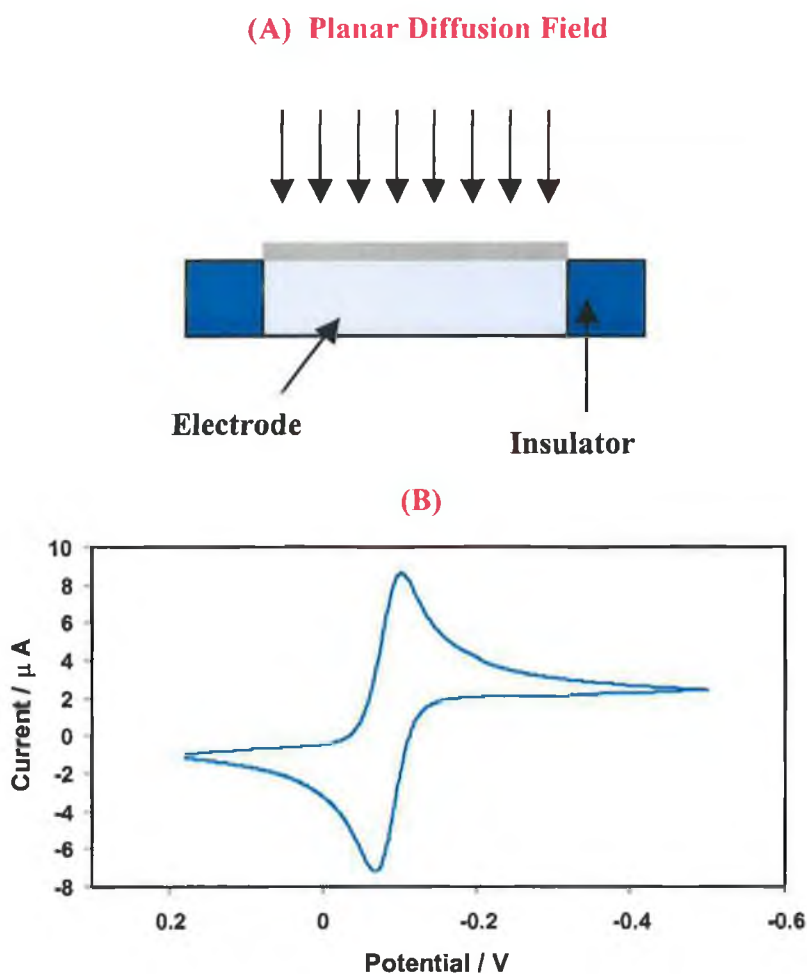 (A) Planar Diffusion Field
Electrode
Insulator
(B)
10
8
6
4
2
0
-2
-4
-6
-8
Current / μ A
0.2 0 -0.2 -0.4 -0.6
Potential / V